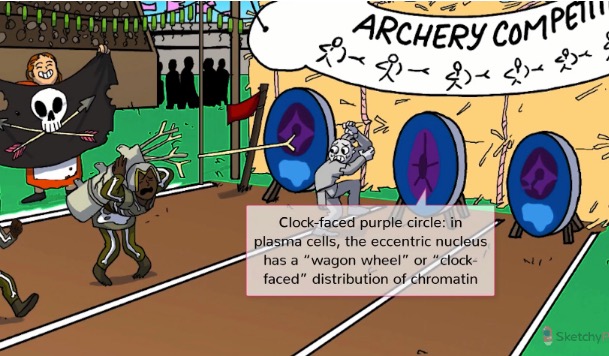 ARCHERY COMPETITI
Clock-faced purple circle: in
plasma cells, the eccentric nucleus
has a "wagon wheel" or "clock-
faced" distribution of chromatin
Sketchy